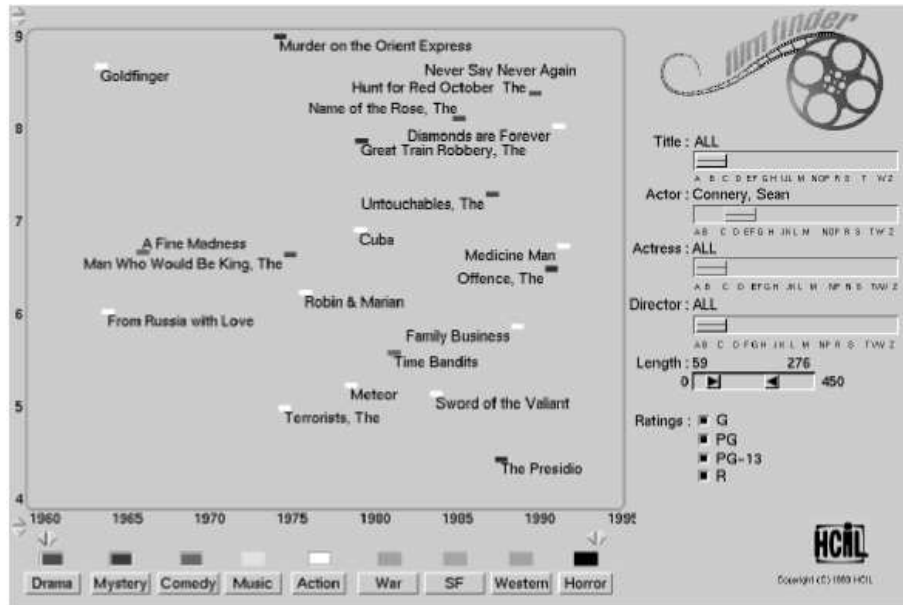 film finder
9
Murder on the Orient Express
Goldfinger
Never Say Never Again
Hunt for Red October The
Name of the Rose, The
8
Diamonds are Forever
Great Train Robbery, The
Untouchables, The
7
Cuba
A Fine Madness
Medicine Man
Man Who Would Be King, The
Offence, The
Robin & Marian
6
From Russia with Love
Family Business
Time Bandits
Meteor
Sword of the Valiant
5
Terrorists, The
The Presidio
4
1960 1965 1970 1975 1980 1985 1990 1995
Drama Mystery Comedy Music Action War SF Western Horror
Title : ALL
Actor : Connery, Sean
Actress : ALL
Director : ALL
Length : 59 276
0 450
Ratings : G
PG
PG-13
R
HCIL